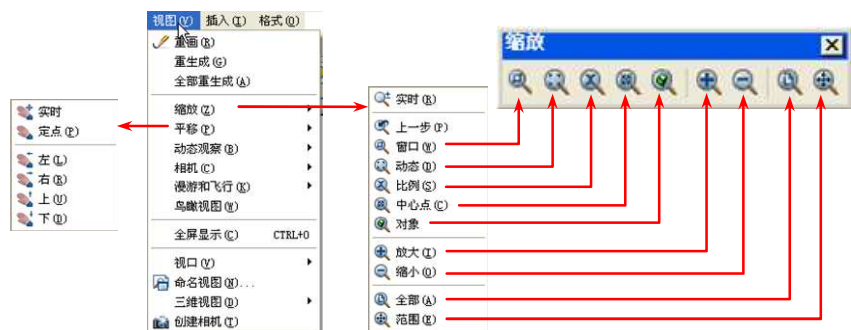 视图(V) 插入(I) 格式(O)
重画(R)
重生成(G)
全部重生成(A)
缩放(Z)
平移(P)
动态观察(B)
相机(C)
漫游和飞行(K)
鸟瞰视图(W)
全屏显示(C) CTRL+0
视口(V)
命名视图(N)...
三维视图(D)
创建相机(T)
实时
定点(P)
左(L)
右(R)
上(U)
下(D)
实时(R)
上一步(P)
窗口(W)
动态(D)
比例(S)
中心点(C)
对象
放大(I)
缩小(O)
全部(A)
范围(E)
缩放